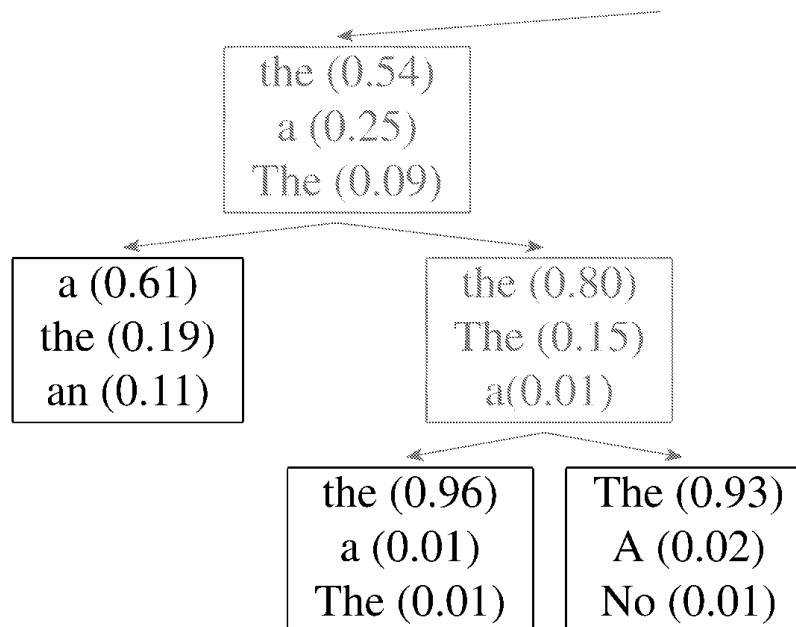 the (0.54)
a (0.25)
The (0.09)
a (0.61)
the (0.19)
an (0.11)
the (0.80)
The (0.15)
a(0.01)
the (0.96)
a (0.01)
The (0.01)
The (0.93)
A (0.02)
No (0.01)